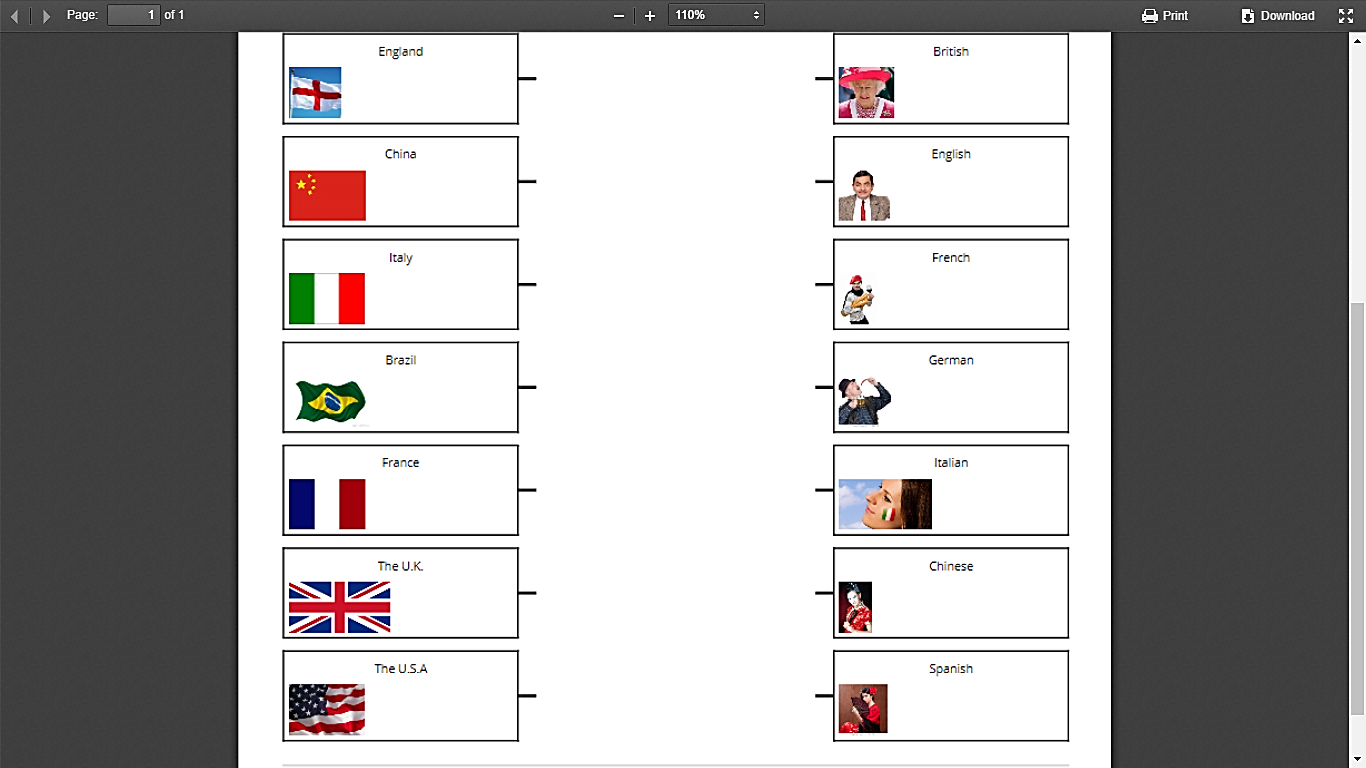 Page: 1 of 1
110%
Print
Download
England
British
China
English
Italy
French
Brazil
German
France
Italian
The U.K.
Chinese
The U.S.A
Spanish